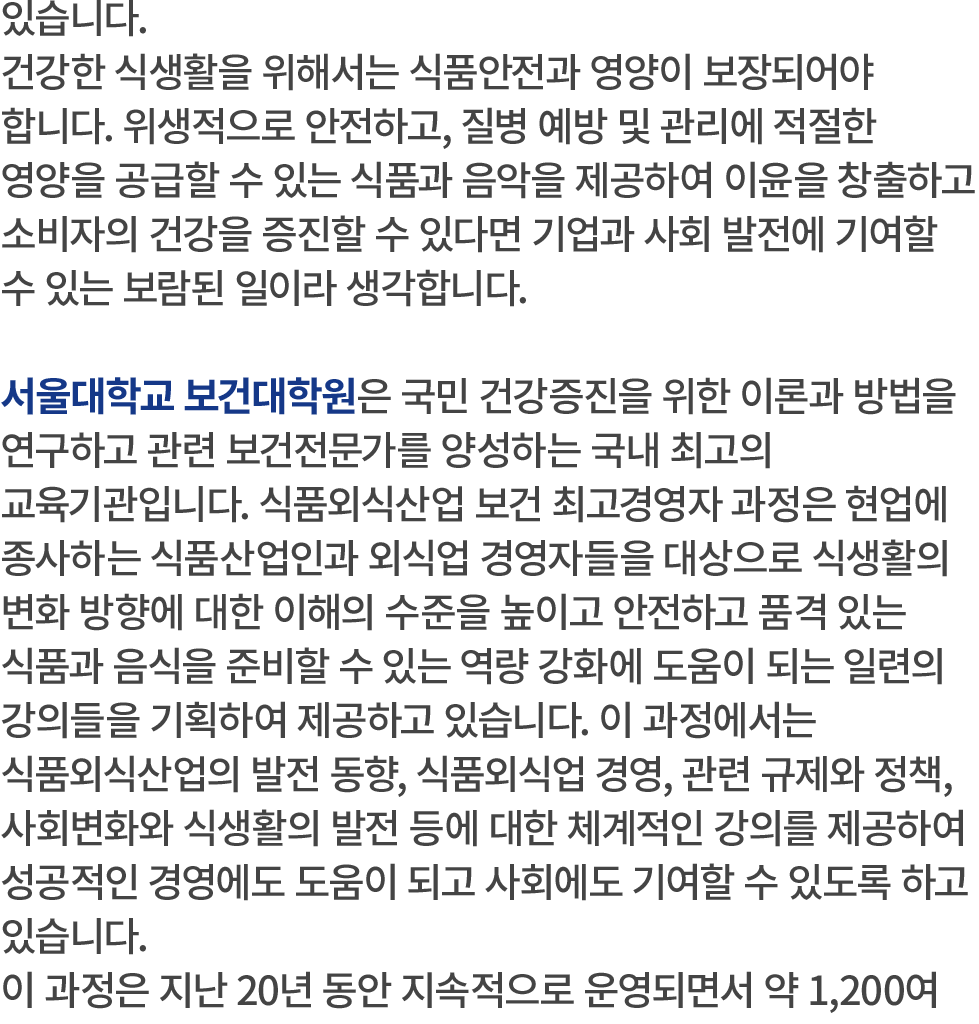 있습니다.
건강한 식생활을 위해서는 식품안전과 영양이 보장되어야
합니다. 위생적으로 안전하고, 질병 예방 및 관리에 적절한
영양을 공급할 수 있는 식품과 음악을 제공하여 이윤을 창출하고
소비자의 건강을 증진할 수 있다면 기업과 사회 발전에 기여할
수 있는 보람된 일이라 생각합니다.
서울대학교 보건대학원은 국민 건강증진을 위한 이론과 방법을
연구하고 관련 보건전문가를 양성하는 국내 최고의
교육기관입니다. 식품외식산업 보건 최고경영자 과정은 현업에
종사하는 식품산업인과 외식업 경영자들을 대상으로 식생활의
변화 방향에 대한 이해의 수준을 높이고 안전하고 품격 있는
식품과 음식을 준비할 수 있는 역량 강화에 도움이 되는 일련의
강의들을 기획하여 제공하고 있습니다. 이 과정에서는
식품외식산업의 발전 동향, 식품외식업 경영, 관련 규제와 정책,
사회변화와 식생활의 발전 등에 대한 체계적인 강의를 제공하여
성공적인 경영에도 도움이 되고 사회에도 기여할 수 있도록 하고
있습니다.
이 과정은 지난 20년 동안 지속적으로 운영되면서 약 1,200여